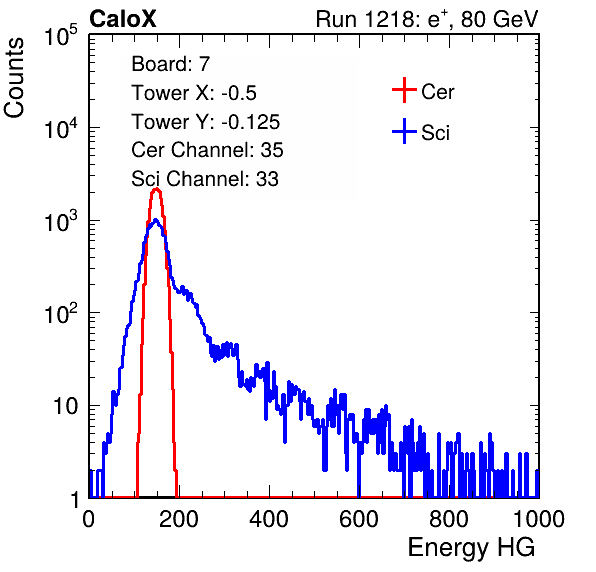 CaloX Run 1218: e⁺, 80 GeV
Counts
Board: 7
Tower X: -0.5
Tower Y: -0.125
Cer Channel: 35
Sci Channel: 33
Cer
Sci
10⁵
10⁴
10³
10²
10
1
0 200 400 600 800 1000
Energy HG